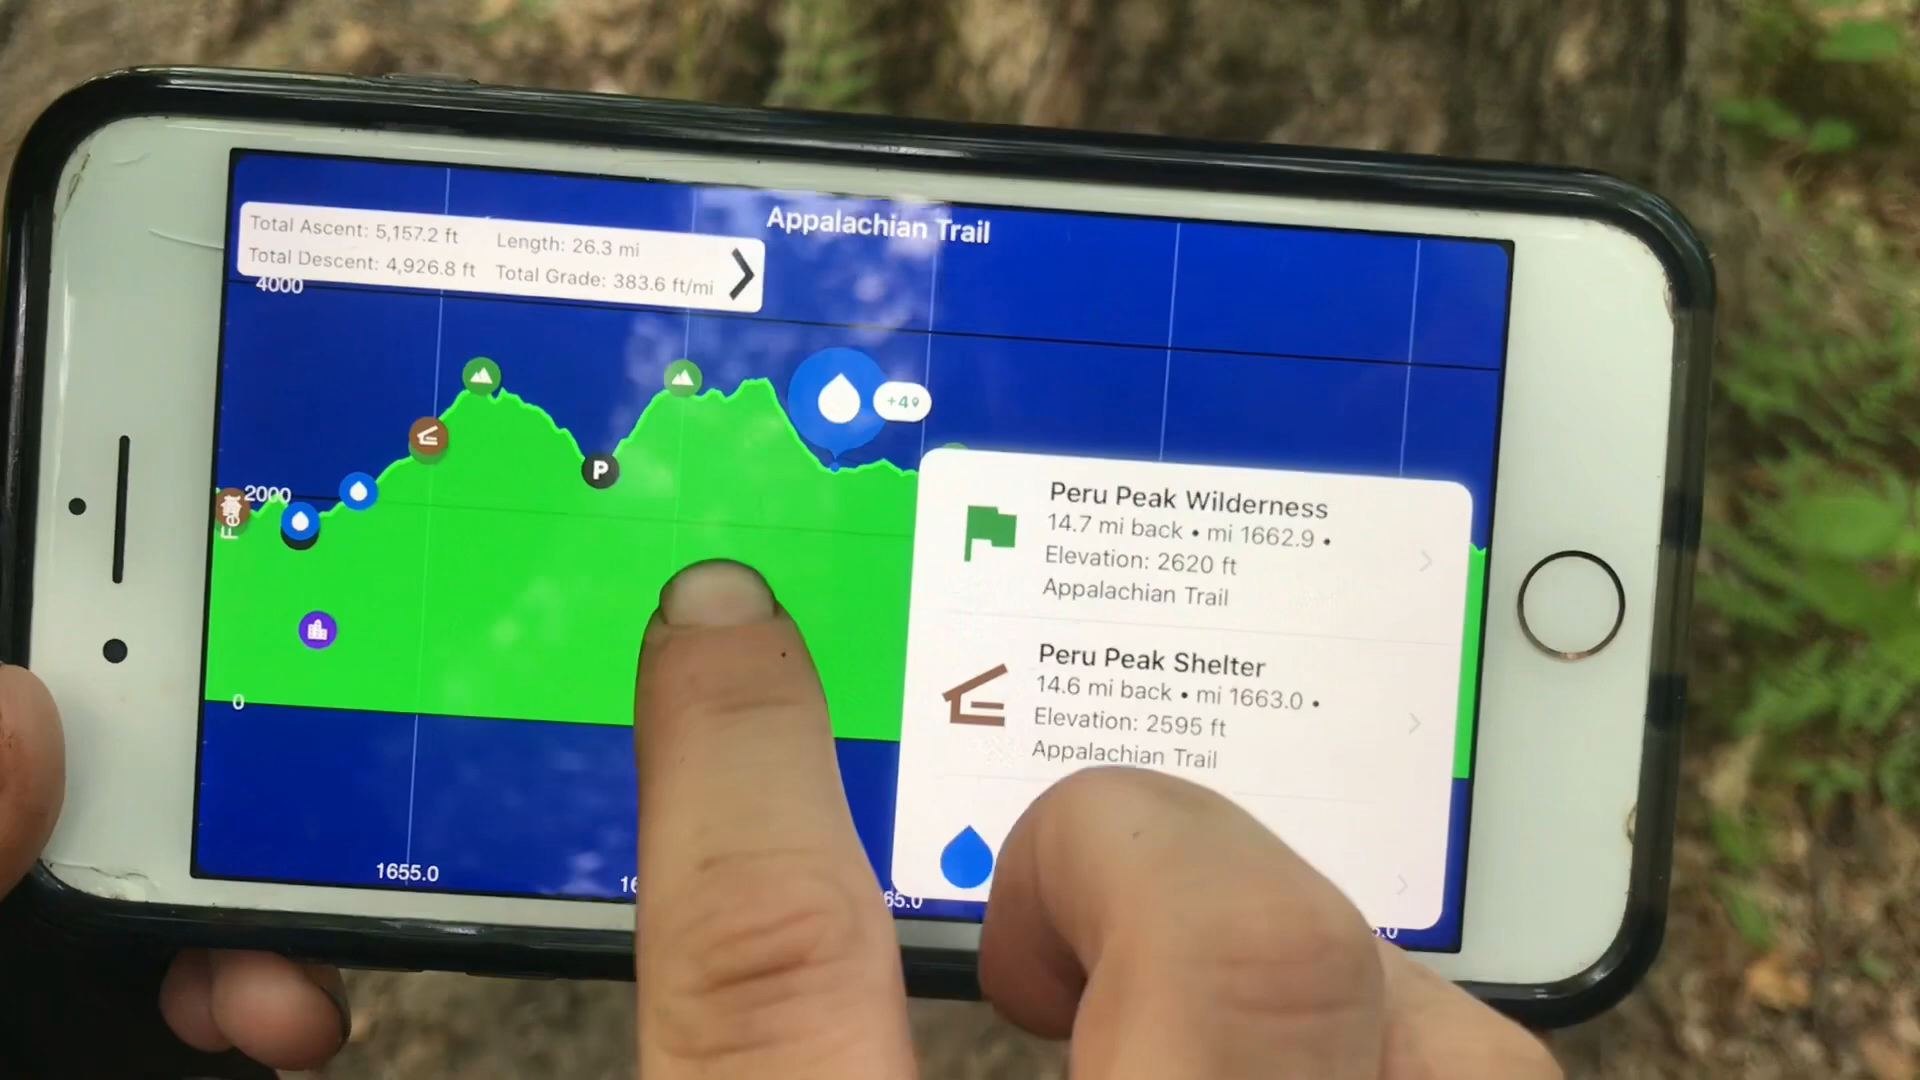 Appalachian Trail
Total Ascent: 5,157.2 ft
Length: 26.3 mi
Total Descent: 4,926.8 ft
Total Grade: 383.6 ft/mi
4000
+4
2000
P
0
Peru Peak Wilderness
14.7 mi back • mi 1662.9 •
Elevation: 2620 ft
Appalachian Trail
Peru Peak Shelter
14.6 mi back • mi 1663.0 •
Elevation: 2595 ft
Appalachian Trail
1655.0
65.0